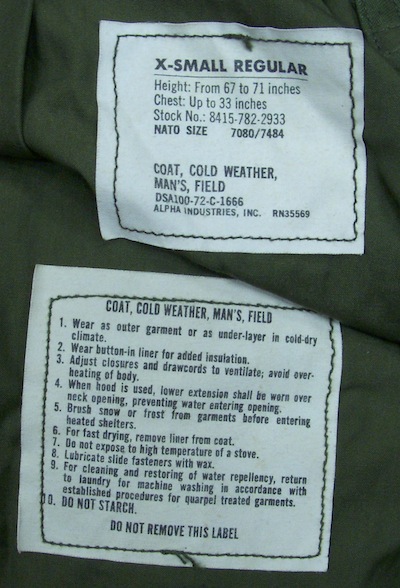 X-SMALL REGULAR
Height: From 67 to 71 inches
Chest: Up to 33 inches
Stock No.: 8415-782-2933
NATO SIZE 7080/7484
COAT, COLD WEATHER,
MAN'S, FIELD
DSA100-72-C-1666
ALPHA INDUSTRIES, INC. RN35569
COAT, COLD WEATHER, MAN'S, FIELD
1. Wear as outer garment or as under-layer in cold-dry
climate.
2. Wear button-in liner for added insulation.
3. Adjust closures and drawcords to ventilate; avoid over-
heating of body.
4. When hood is used, lower extension shall be worn over
neck opening, preventing water entering opening.
5. Brush snow or frost from garments before entering
heated shelters.
6. For fast drying, remove liner from coat.
7. Do not expose to high temperature of a stove.
8. Lubricate slide fasteners with wax.
9. For cleaning and restoring of water repellency, return
to laundry for machine washing in accordance with
established procedures for quarpel treated garments.
10. DO NOT STARCH.
DO NOT REMOVE THIS LABEL